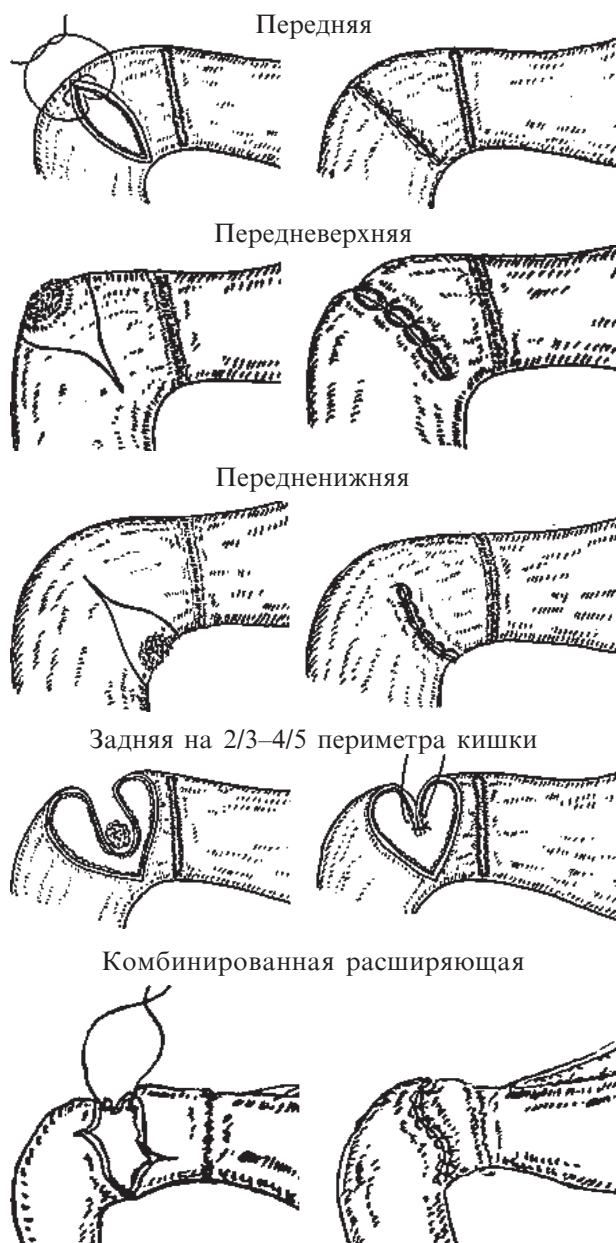 Передняя
Передневерхняя
Передненижняя
Задняя на 2/3–4/5 периметра кишки
Комбинированная расширяющая